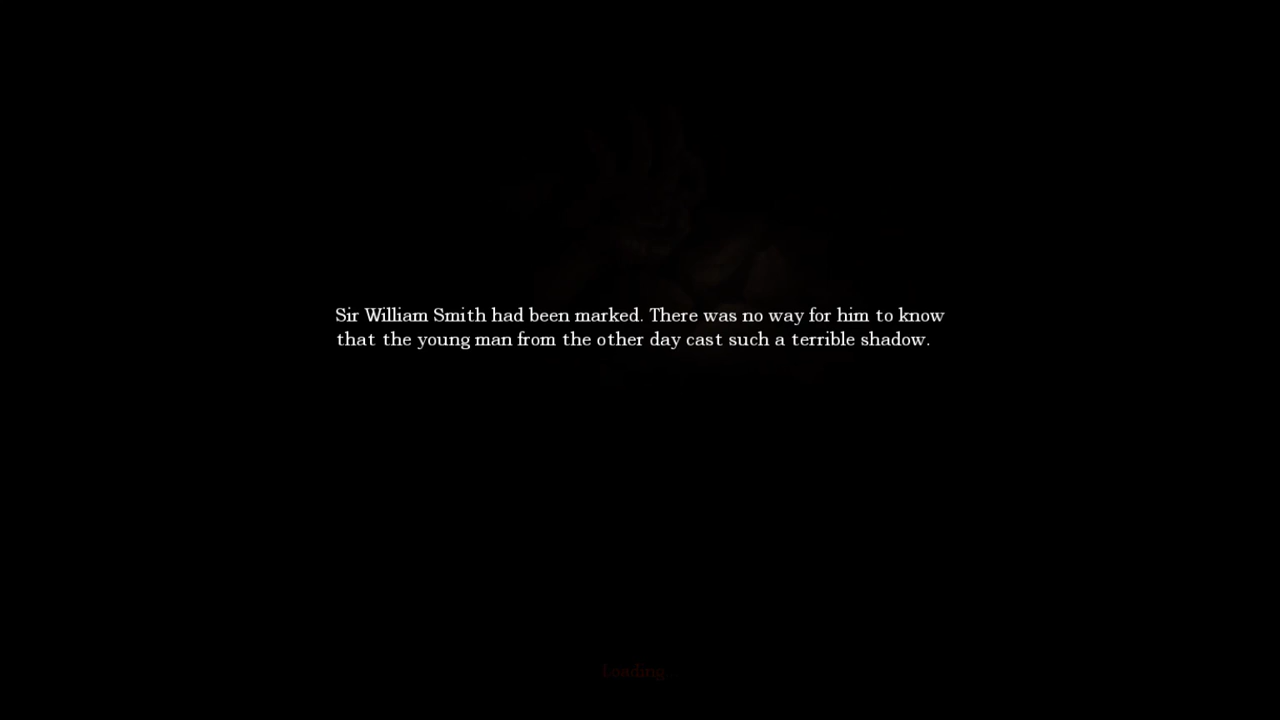 Sir William Smith had been marked. There was no way for him to know
that the young man from the other day cast such a terrible shadow.
Loading